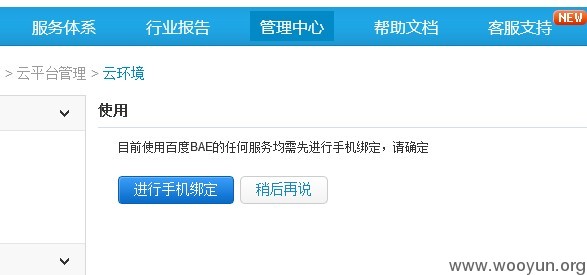 服务体系 行业报告 管理中心 帮助文档 客服支持 NEW
> 云平台管理 > 云环境
使用
目前使用百度BAE的任何服务均需先进行手机绑定，请确定
进行手机绑定 稍后再说
www.wooyun.org